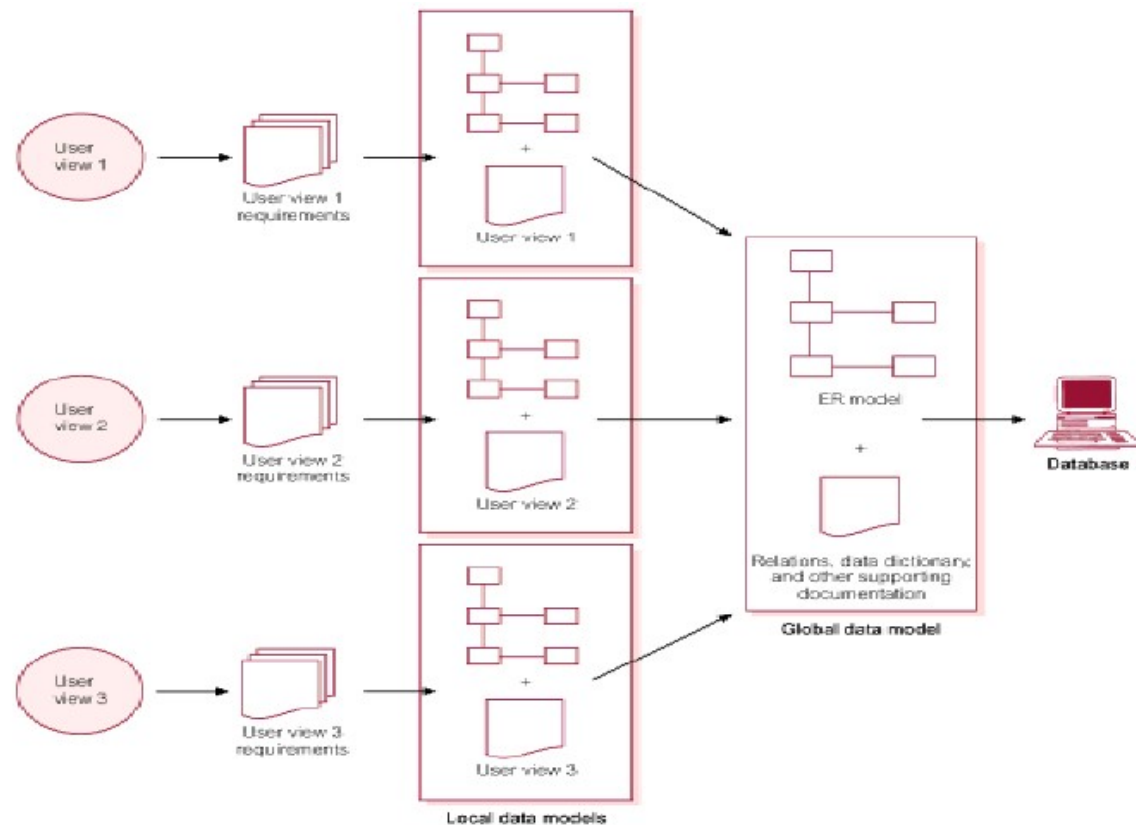 User
view 1
User view 1
requirements
+
User view 1
User
view 2
User view 2
requirements
+
User view 2
User
view 3
User view 3
requirements
+
User view 3
Local data models
ER model
+
Relations, data dictionary,
and other supporting
documentation
Global data model
Database